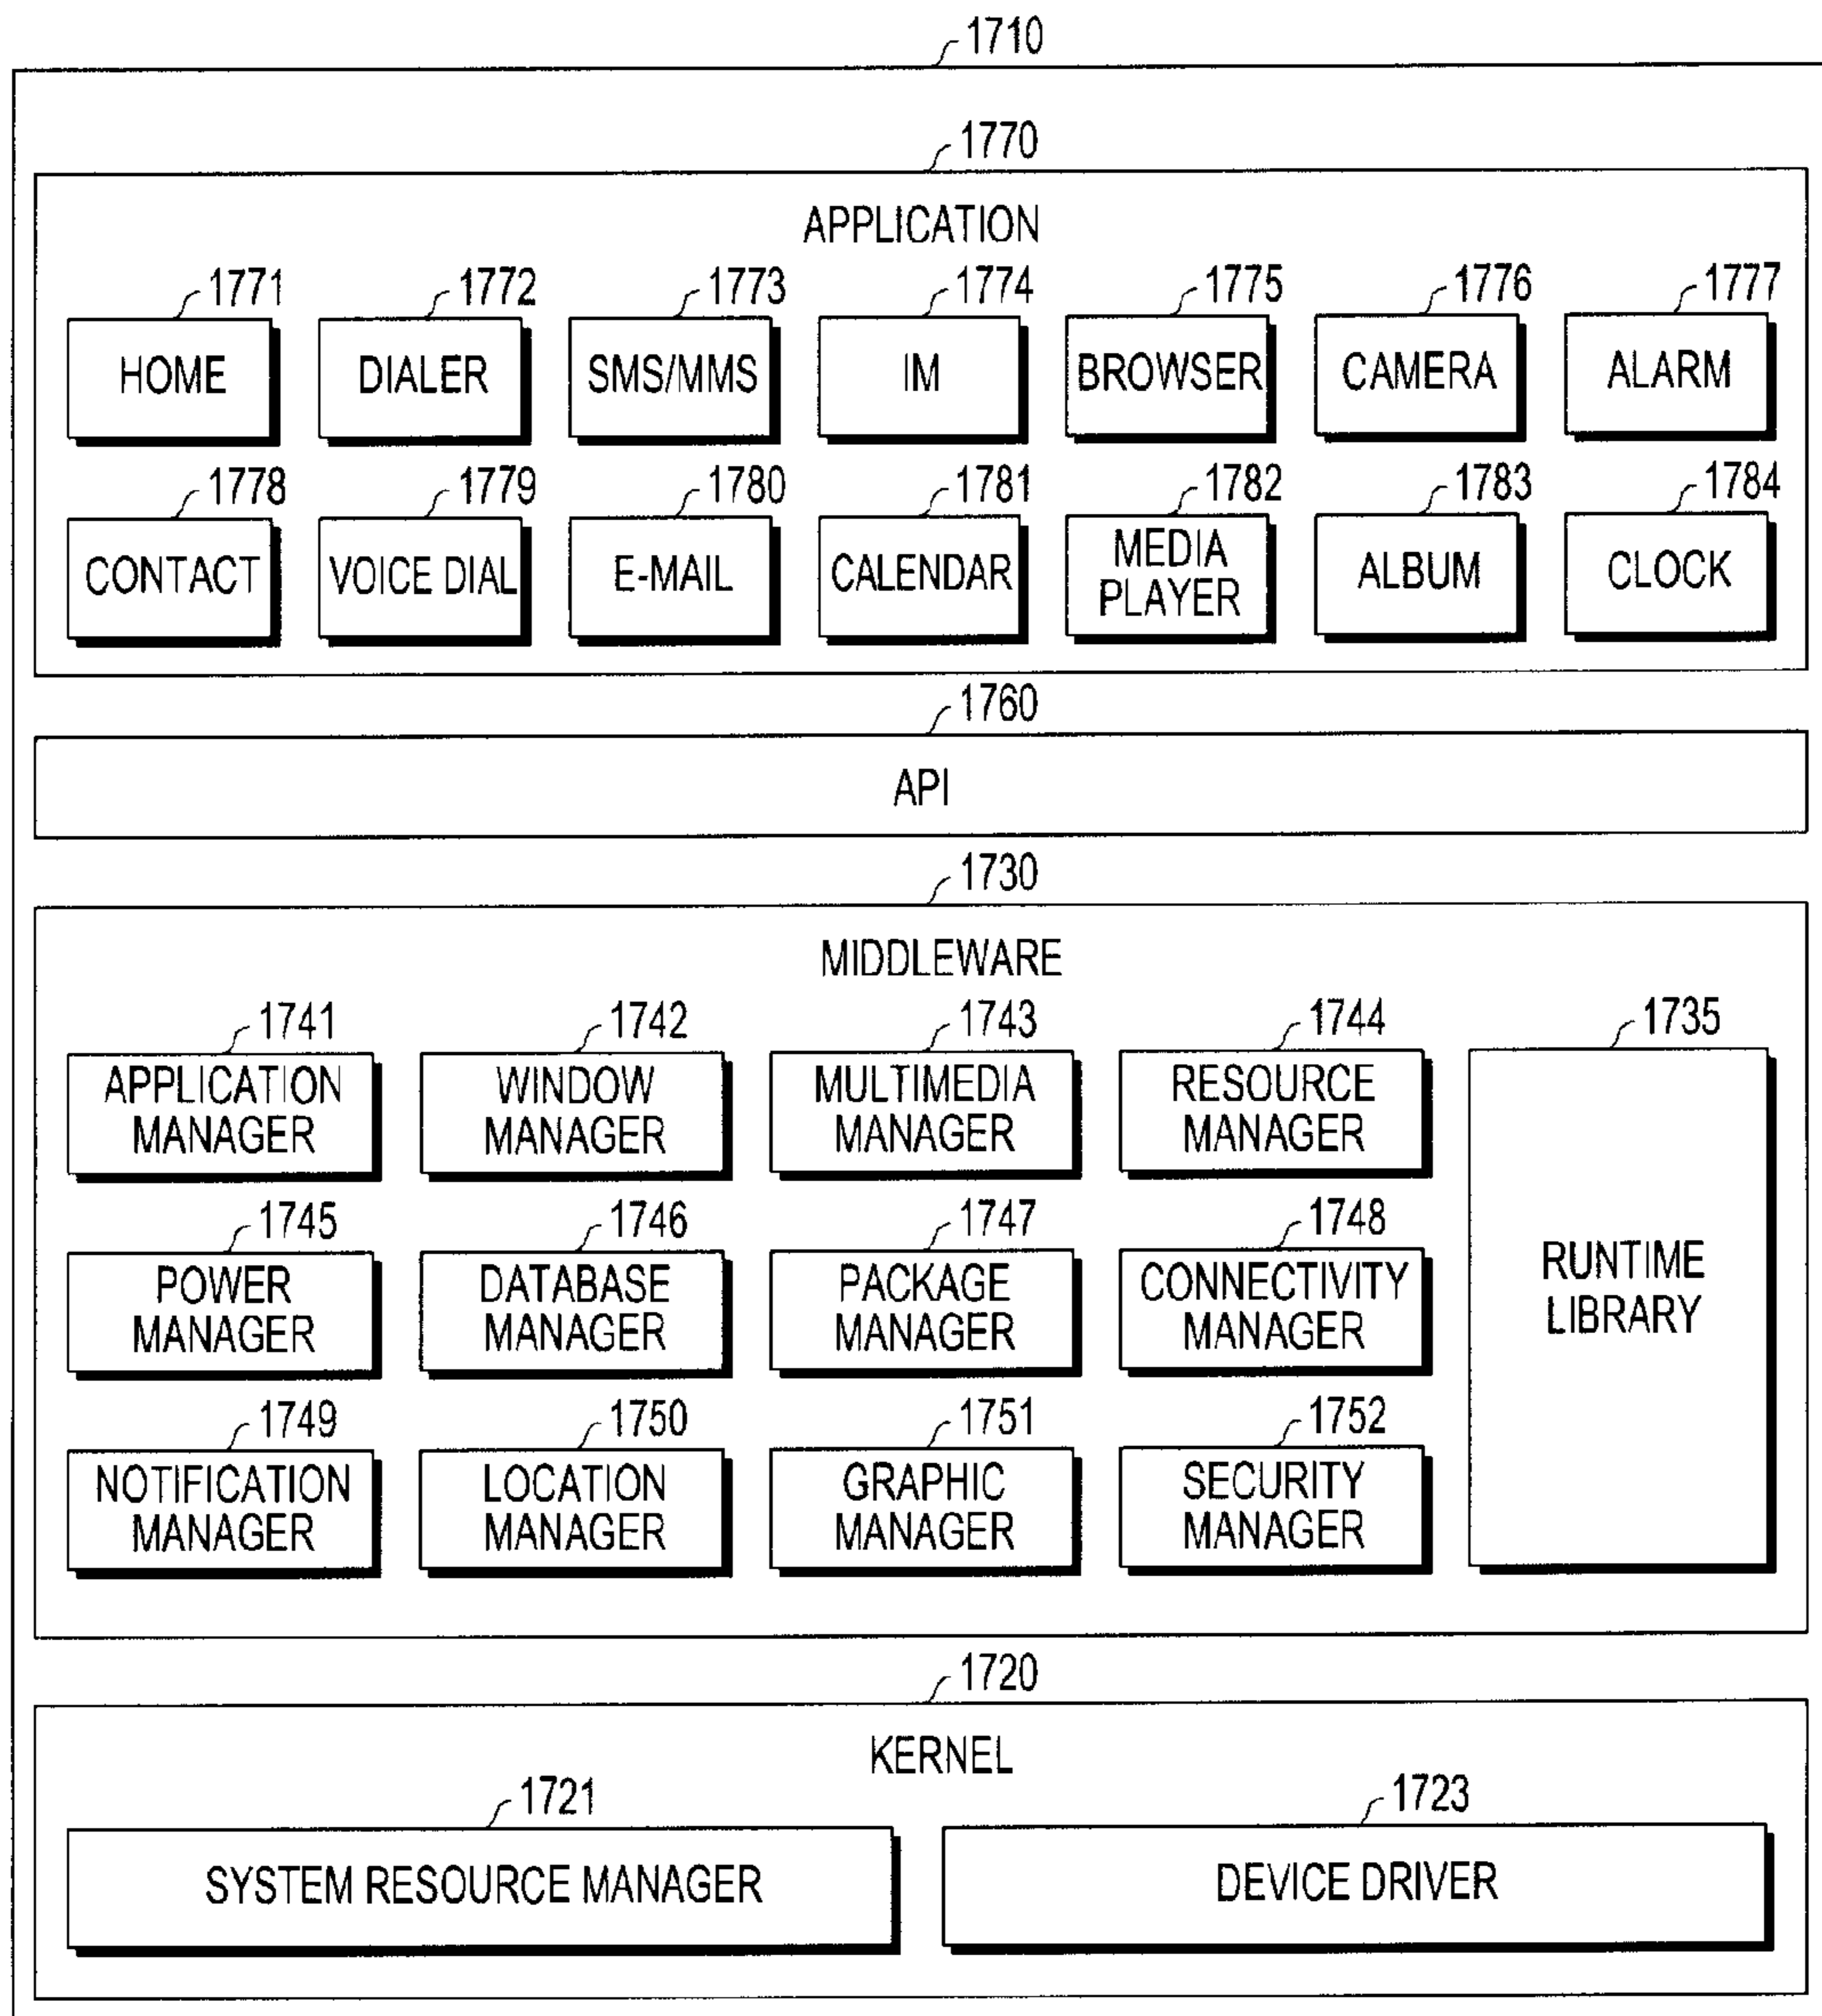 1710
1770
APPLICATION
1771 1772 1773 1774 1775 1776 1777
HOME DIALER SMS/MMS IM BROWSER CAMERA ALARM
1778 1779 1780 1781 1782 1783 1784
CONTACT VOICE DIAL E-MAIL CALENDAR MEDIA PLAYER ALBUM CLOCK
1760
API
1730
MIDDLEWARE
1741 1742 1743 1744 1735
APPLICATION MANAGER WINDOW MANAGER MULTIMEDIA MANAGER RESOURCE MANAGER
1745 1746 1747 1748
POWER MANAGER DATABASE MANAGER PACKAGE MANAGER CONNECTIVITY MANAGER RUNTIME LIBRARY
1749 1750 1751 1752
NOTIFICATION MANAGER LOCATION MANAGER GRAPHIC MANAGER SECURITY MANAGER
1720
KERNEL
1721 1723
SYSTEM RESOURCE MANAGER DEVICE DRIVER